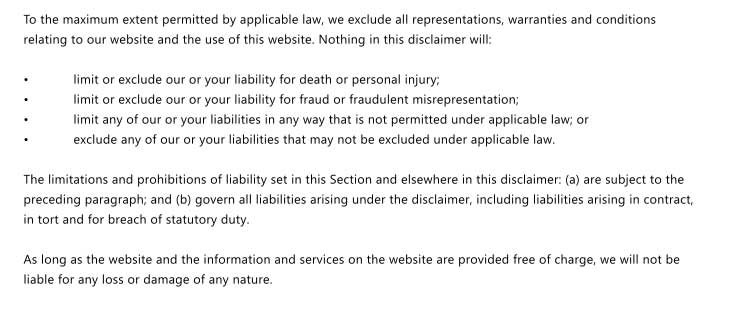 To the maximum extent permitted by applicable law, we exclude all representations, warranties and conditions
relating to our website and the use of this website. Nothing in this disclaimer will:
• limit or exclude our or your liability for death or personal injury;
• limit or exclude our or your liability for fraud or fraudulent misrepresentation;
• limit any of our or your liabilities in any way that is not permitted under applicable law; or
• exclude any of our or your liabilities that may not be excluded under applicable law.
The limitations and prohibitions of liability set in this Section and elsewhere in this disclaimer: (a) are subject to the
preceding paragraph; and (b) govern all liabilities arising under the disclaimer, including liabilities arising in contract,
in tort and for breach of statutory duty.
As long as the website and the information and services on the website are provided free of charge, we will not be
liable for any loss or damage of any nature.